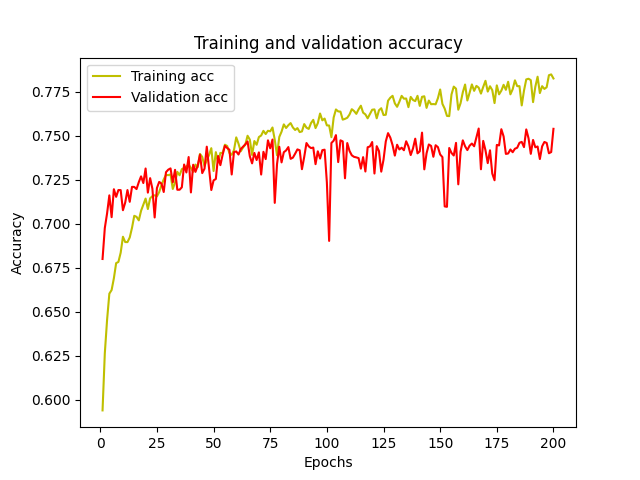 Training and validation accuracy
Training acc
Validation acc
0.775
0.750
0.725
0.700
0.675
0.650
0.625
0.600
Accuracy
0 25 50 75 100 125 150 175 200
Epochs